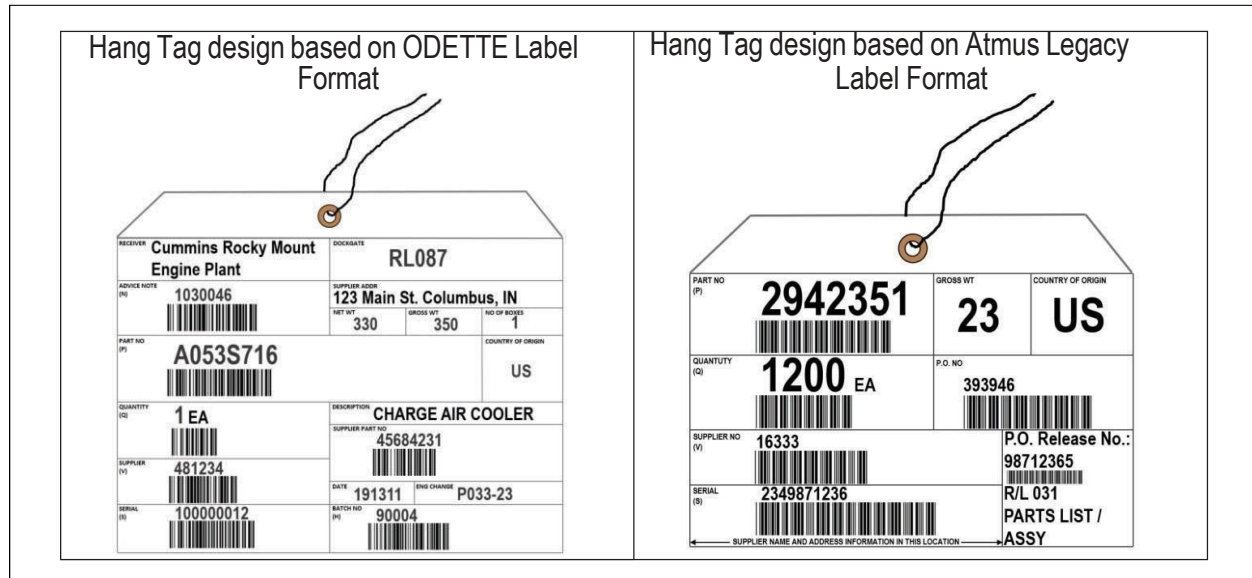 Hang Tag design based on ODETTE Label
Format
RECEIVER
Cummins Rocky Mount
Engine Plant
DOCKGATE
RL087
ADVICE NOTE
(N)
1030046
SUPPLIER ADDR
123 Main St. Columbus, IN
NET WT
330
GROSS WT
350
NO OF BOXES
1
PART NO
(P)
A053S716
COUNTRY OF ORIGIN
US
QUANTITY
(Q)
1 EA
DESCRIPTION
CHARGE AIR COOLER
SUPPLIER PART NO
45684231
SUPPLIER
(V)
481234
DATE
191311
ENG CHANGE
P033-23
SERIAL
(S)
100000012
BATCH NO
(H)
90004
Hang Tag design based on Atmus Legacy
Label Format
PART NO
(P)
2942351
GROSS WT
23
COUNTRY OF ORIGIN
US
QUANTUTY
(Q)
1200 EA
P.O. NO
393946
SUPPLIER NO
(V)
16333
P.O. Release No.:
98712365
SERIAL
(S)
2349871236
R/L 031
PARTS LIST /
ASSY
SUPPLIER NAME AND ADDRESS INFORMATION IN THIS LOCATION